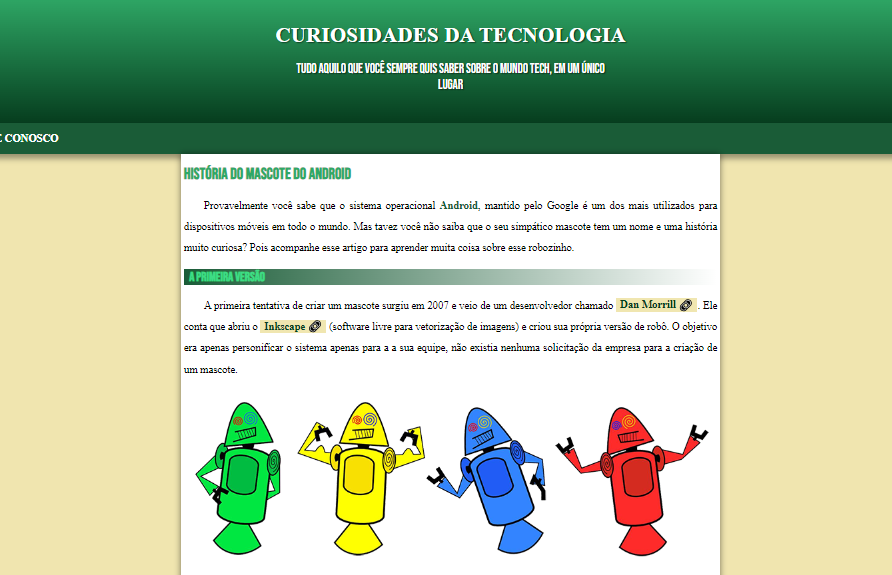 CURIOSIDADES DA TECNOLOGIA
TUDO AQUILO QUE VOCÊ SEMPRE QUIS SABER SOBRE O MUNDO TECH, EM UM ÚNICO
LUGAR
CONOSCO
HISTÓRIA DO MASCOTE DO ANDROID
Provavelmente você sabe que o sistema operacional Android, mantido pelo Google é um dos mais utilizados para
dispositivos móveis em todo o mundo. Mas tavez você não saiba que o seu simpático mascote tem um nome e uma história
muito curiosa? Pois acompanhe esse artigo para aprender muita coisa sobre esse robozinho.
A PRIMEIRA VERSÃO
A primeira tentativa de criar um mascote surgiu em 2007 e veio de um desenvolvedor chamado Dan Morrill . Ele
conta que abriu o Inkscape (software livre para vetorização de imagens) e criou sua própria versão de robô. O objetivo
era apenas personificar o sistema apenas para a a sua equipe, não existia nenhuma solicitação da empresa para a criação de
um mascote.